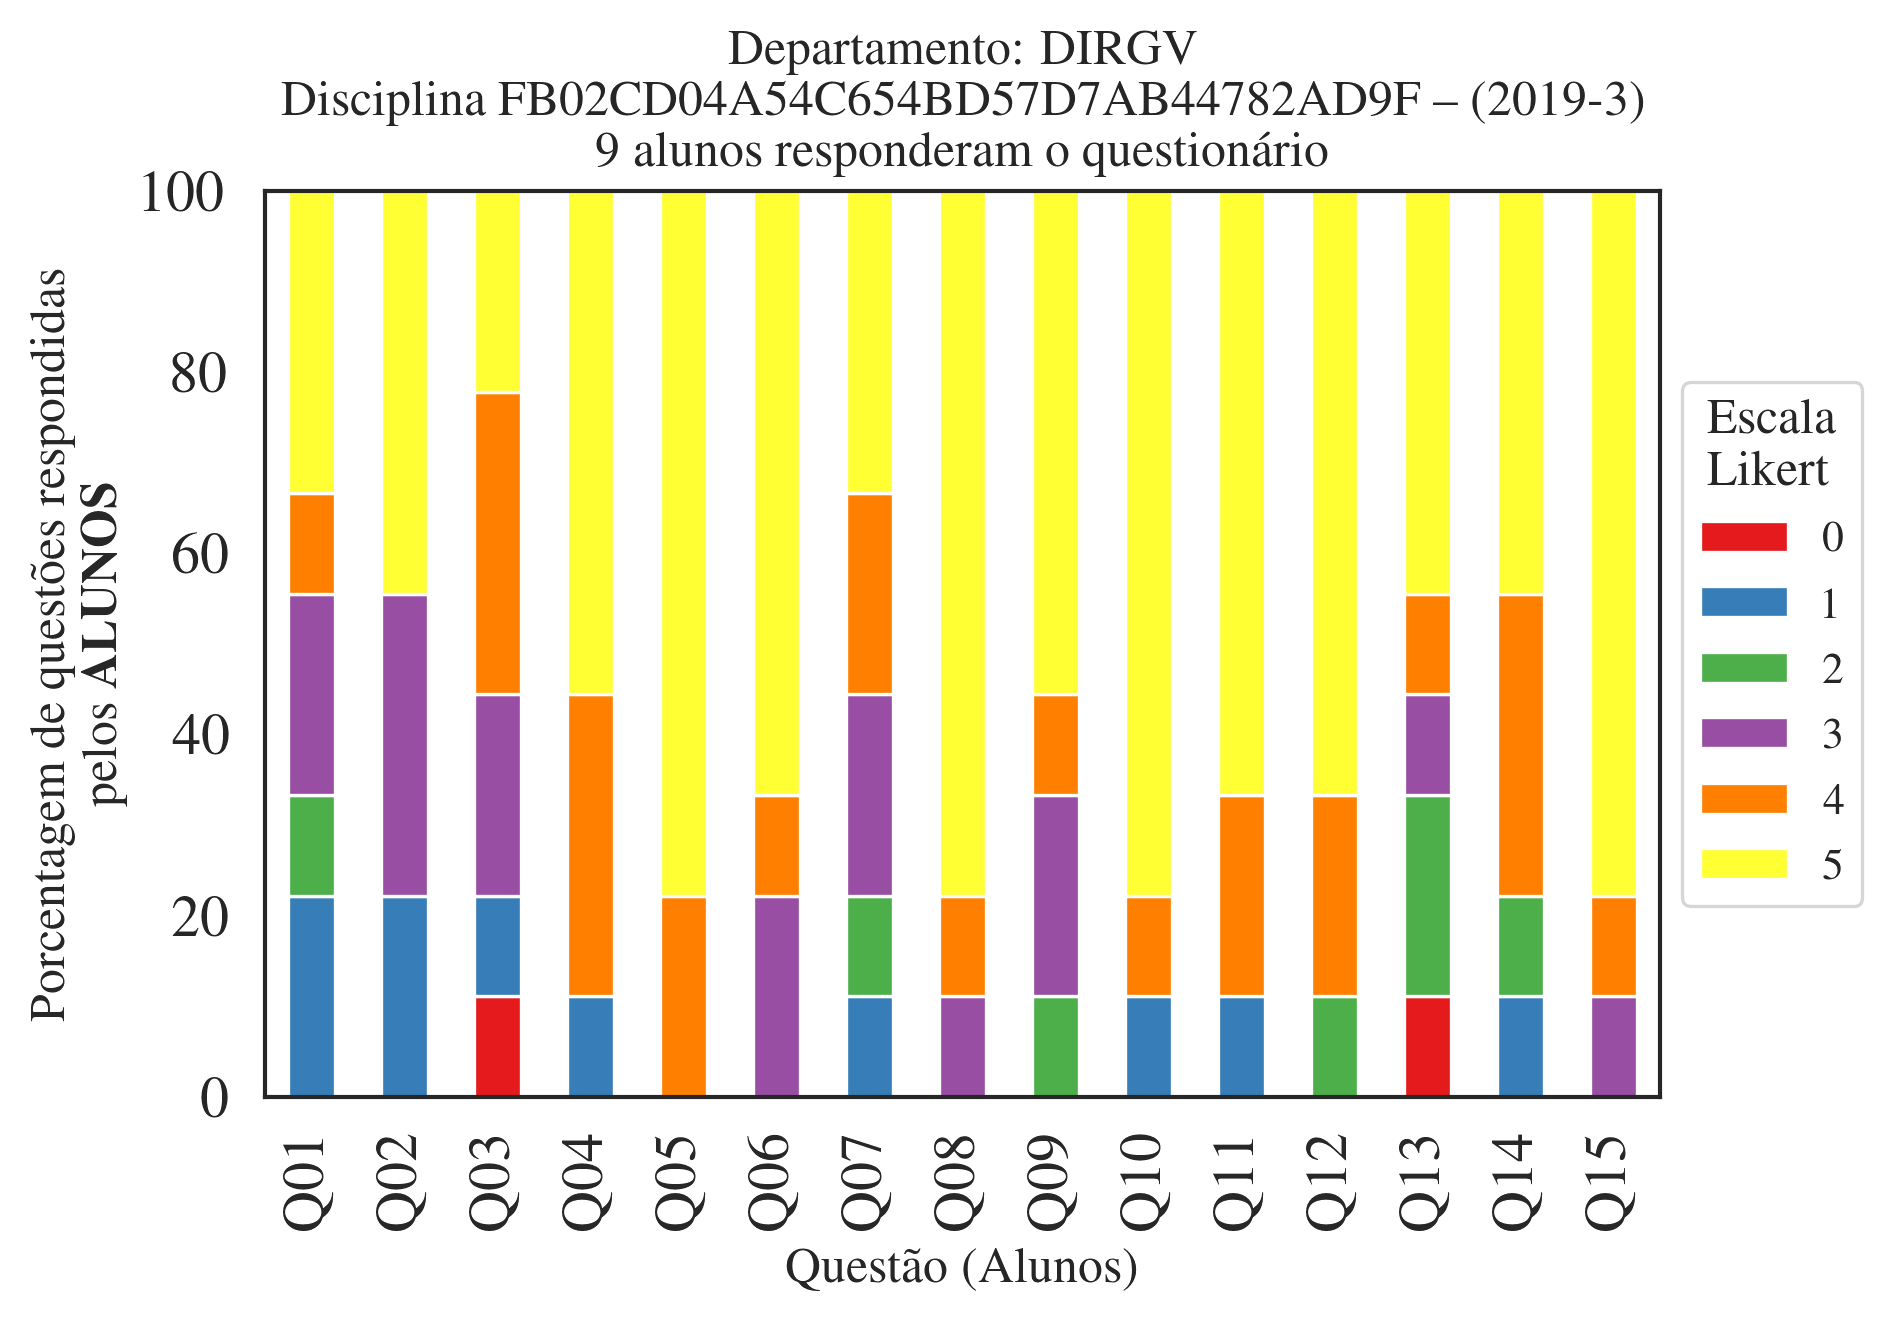 Departamento: DIRGV
Disciplina FB02CD04A54C654BD57D7AB44782AD9F – (2019-3)
9 alunos responderam o questionário
Porcentagem de questões respondidas
pelos ALUNOS
100
80
60
40
20
0
Q01
Q02
Q03
Q04
Q05
Q06
Q07
Q08
Q09
Q10
Q11
Q12
Q13
Q14
Q15
Questão (Alunos)
Escala
Likert
0
1
2
3
4
5